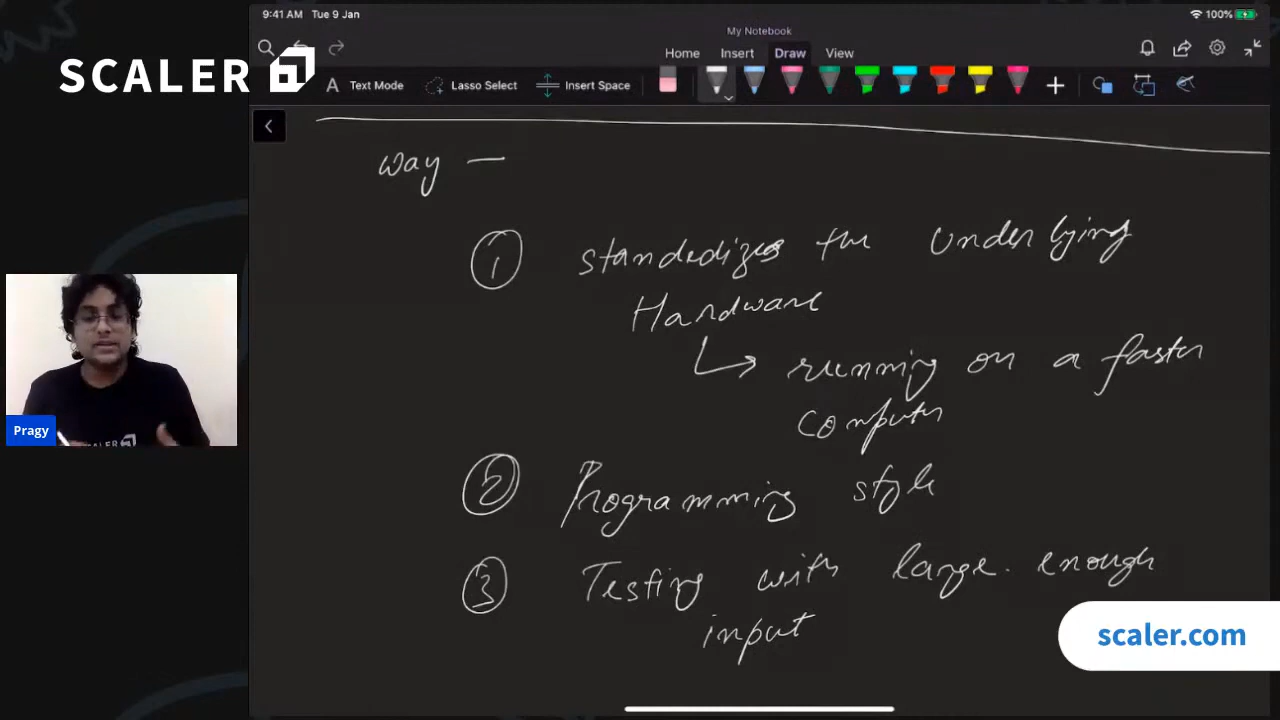 9:41 AM Tue 9 Jan
100%
My Notebook
Home Insert Draw View
SCALER
Text Mode Lasso Select Insert Space
way —
① standedizes the underlying
Hardware
↳ running on a faster
computer
② Programming style
③ Testing with large enough
input
Pragy
scaler.com